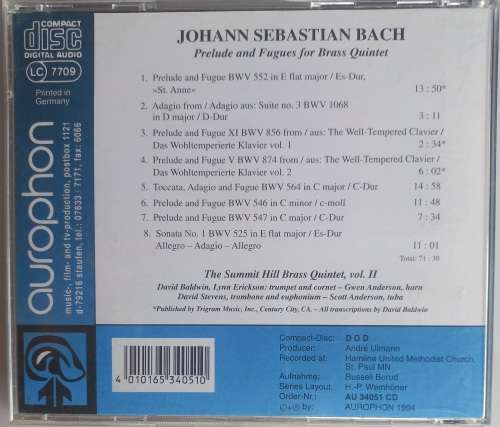 COMPACT
disc
DIGITAL AUDIO
LC 7709
Printed in
Germany
aurophon
music-, film- and tv-production, postbox 1121
d-79216 staufen, tel.: 07633 / 7171, fax: 6066
JOHANN SEBASTIAN BACH
Prelude and Fugues for Brass Quintet
1. Prelude and Fugue BWV 552 in E flat major / Es-Dur,
»St. Anne« 13 : 50*
2. Adagio from / Adagio aus: Suite no. 3 BWV 1068
in D major / D-Dur 3 : 11
3. Prelude and Fugue XI BWV 856 from / aus: The Well-Tempered Clavier /
Das Wohltemperierte Klavier vol. 1 2 : 34*
4. Prelude and Fugue V BWV 874 from / aus: The Well-Tempered Clavier /
Das Wohltemperierte Klavier vol. 2 6 : 02*
5. Toccata, Adagio and Fugue BWV 564 in C major / C-Dur 14 : 58
6. Prelude and Fugue BWV 546 in C minor / c-moll 11 : 48
7. Prelude and Fugue BWV 547 in C major / C-Dur 7 : 34
8. Sonata No. 1 BWV 525 in E flat major / Es-Dur
Allegro – Adagio – Allegro 11 : 01
Total: 71 : 30
The Summit Hill Brass Quintet, vol. II
David Baldwin, Lynn Erickson: trumpet and cornet – Gwen Anderson, horn
David Stevens, trombone and euphonium – Scott Anderson, tuba
*Published by Trigram Music, Inc., Century City, CA. – All transcriptions by David Baldwin
Compact-Disc: D D D
Producer: André Ulmann
Recorded at: Hamline United Methodist Church,
St. Paul MN
Aufnahme: Russell Borud
Series Layout: H.-P. Wernhöner
Order-Nr.: AU 34051 CD
©+℗ by: AUROPHON 1994
4 010165 340510